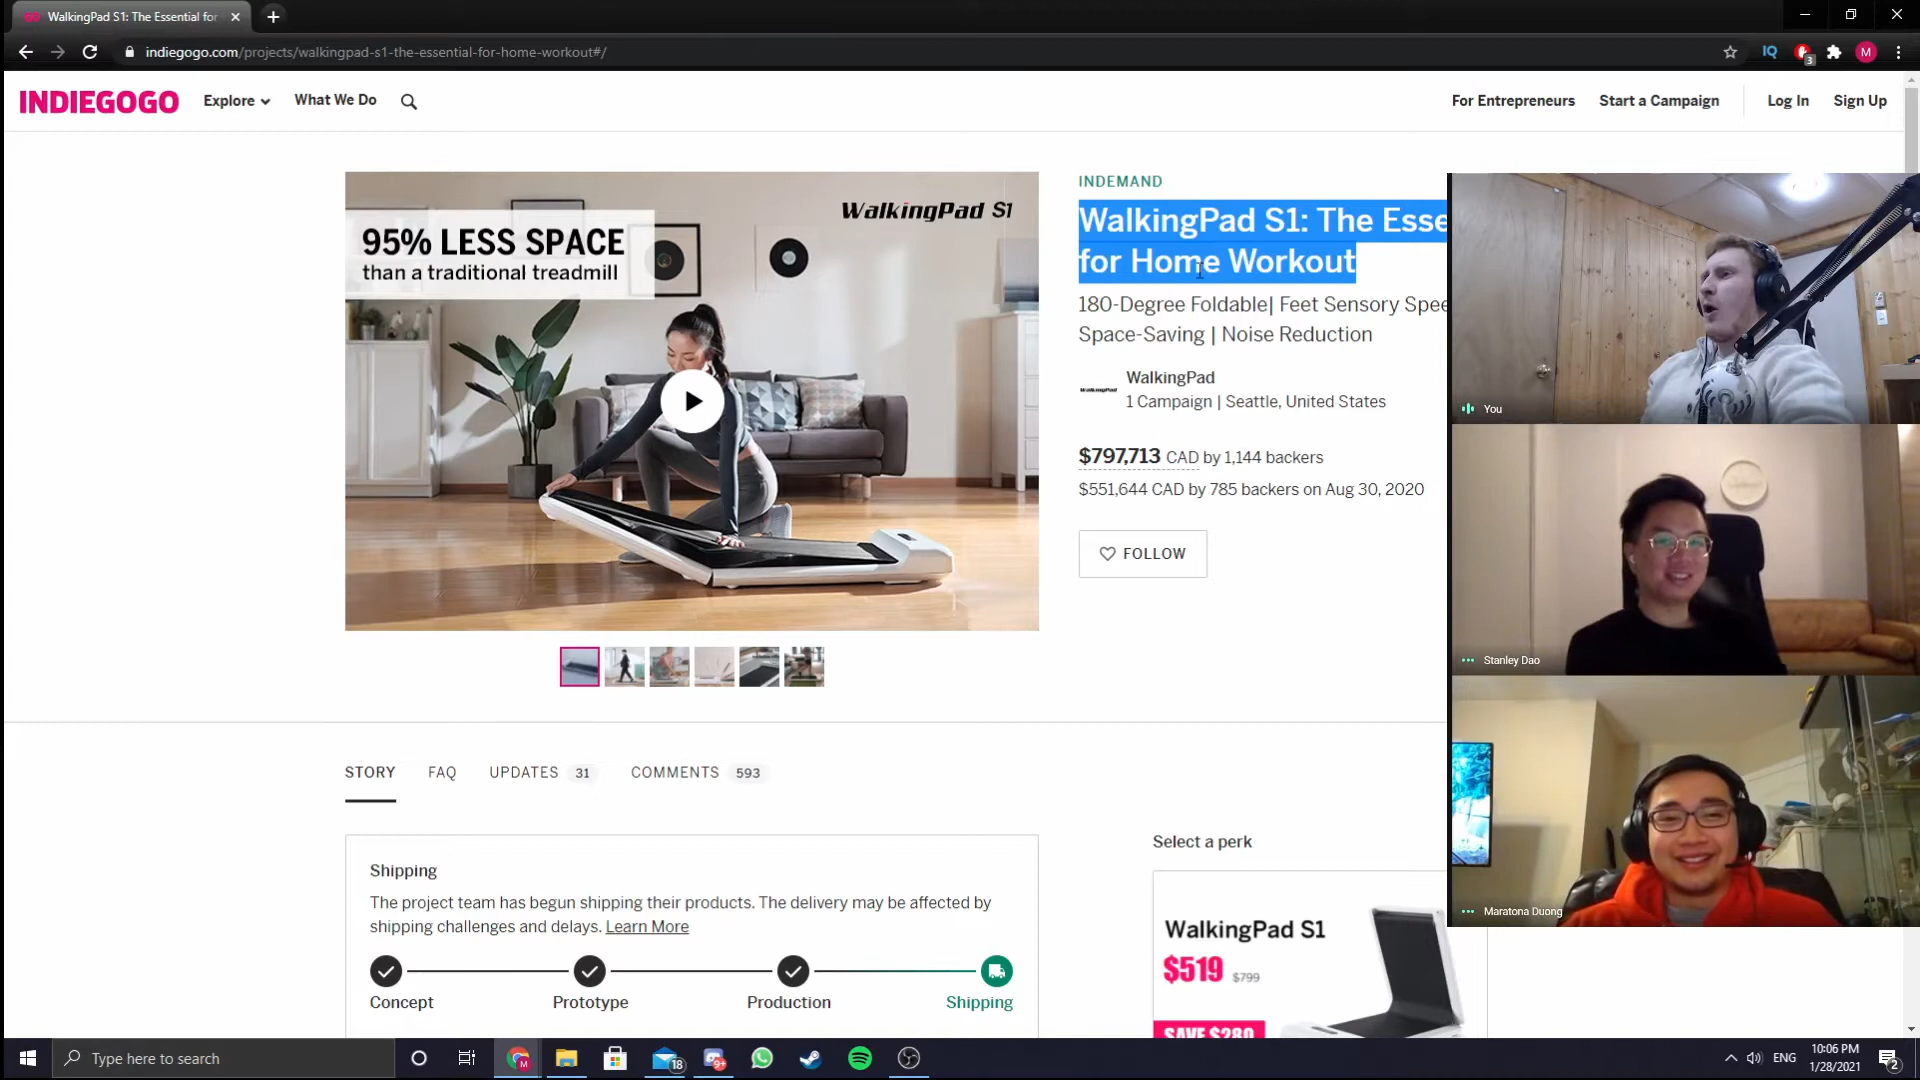 WalkingPad S1: The Essential for
indiegogo.com/projects/walkingpad-s1-the-essential-for-home-workout#/
IQ
3
M
INDIEGOGO
Explore
What We Do
For Entrepreneurs
Start a Campaign
Log In
Sign Up
95% LESS SPACE
than a traditional treadmill
WalkingPad S1
INDEMAND
WalkingPad S1: The Esse
for Home Workout
180-Degree Foldable| Feet Sensory Spee
Space-Saving | Noise Reduction
WalkingPad
WalkingPad
1 Campaign | Seattle, United States
$797,713 CAD by 1,144 backers
$551,644 CAD by 785 backers on Aug 30, 2020
FOLLOW
You
Stanley Dao
Maratona Duong
STORY
FAQ
UPDATES 31
COMMENTS 593
Shipping
The project team has begun shipping their products. The delivery may be affected by
shipping challenges and delays. Learn More
Concept
Prototype
Production
Shipping
Select a perk
WalkingPad S1
$519 $799
SAVE $280
Type here to search
M
18
9+
ENG
10:06 PM
1/28/2021
2